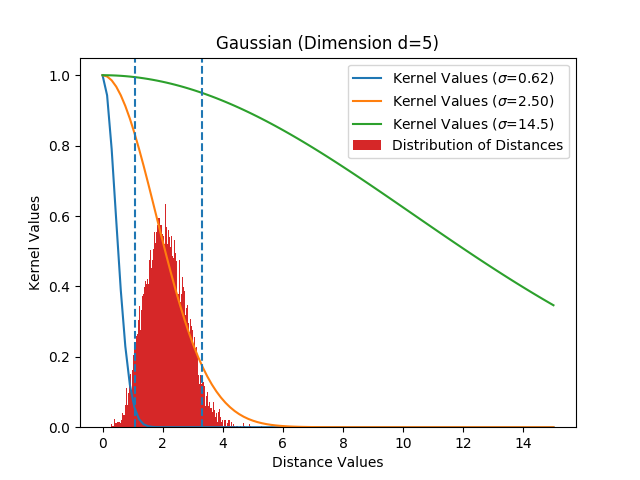 Gaussian (Dimension d=5)
Kernel Values (σ=0.62)
Kernel Values (σ=2.50)
Kernel Values (σ=14.5)
Distribution of Distances
Kernel Values
1.0
0.8
0.6
0.4
0.2
0.0
0 2 4 6 8 10 12 14
Distance Values